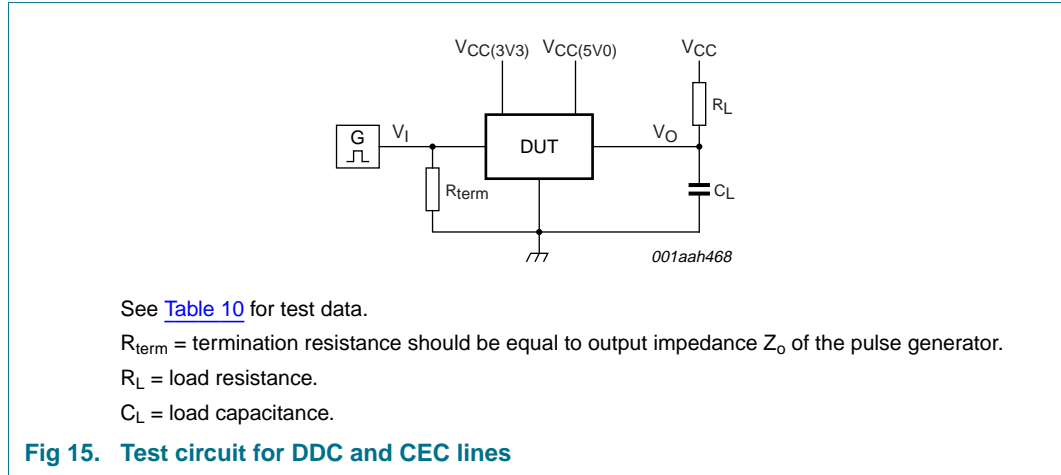 VCC(3V3) VCC(5V0) VCC
RL
G VI DUT VO
Rterm CL
001aah468
See Table 10 for test data.
Rterm = termination resistance should be equal to output impedance Zo of the pulse generator.
RL = load resistance.
CL = load capacitance.
Fig 15. Test circuit for DDC and CEC lines